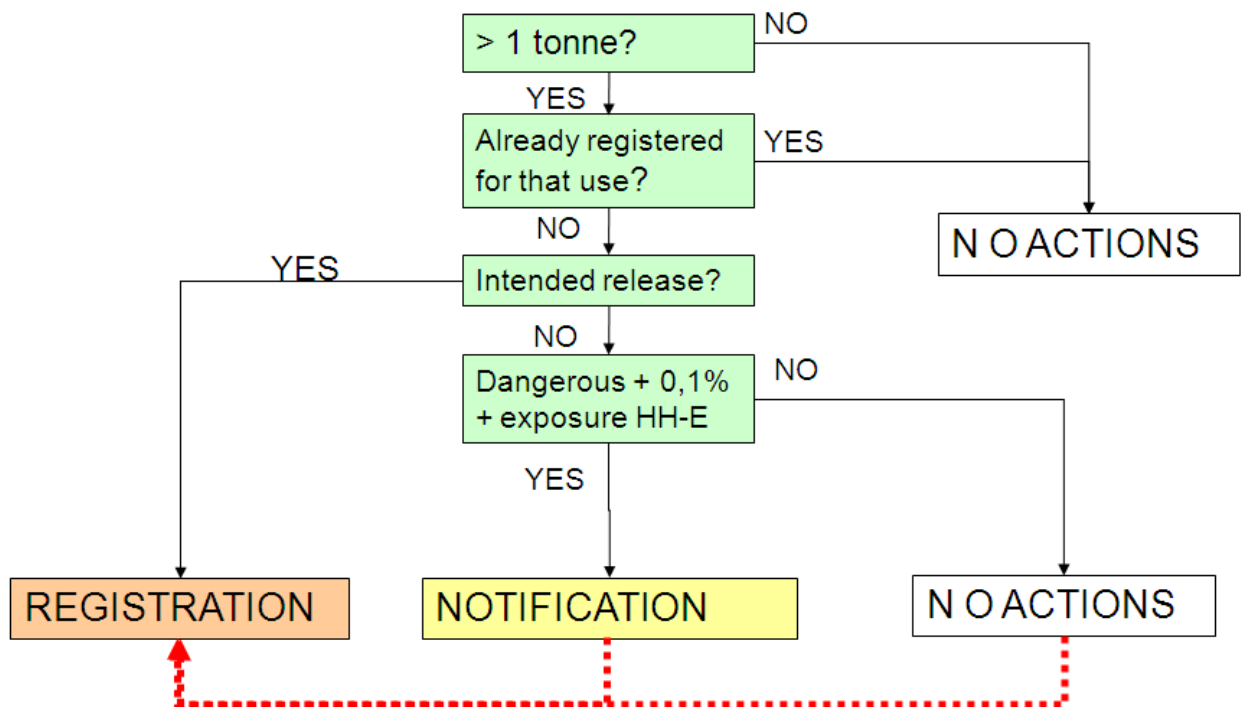 > 1 tonne?
NO
YES
Already registered
for that use?
YES
NO
N O ACTIONS
YES
Intended release?
NO
Dangerous + 0,1%
+ exposure HH-E
NO
YES
REGISTRATION
NOTIFICATION
N O ACTIONS